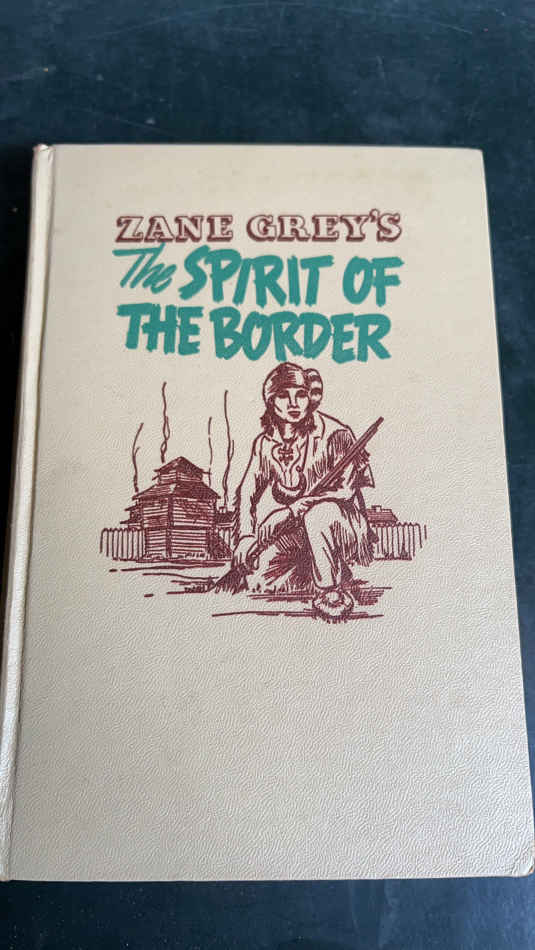 ZANE GREY'S
The SPIRIT OF
THE BORDER